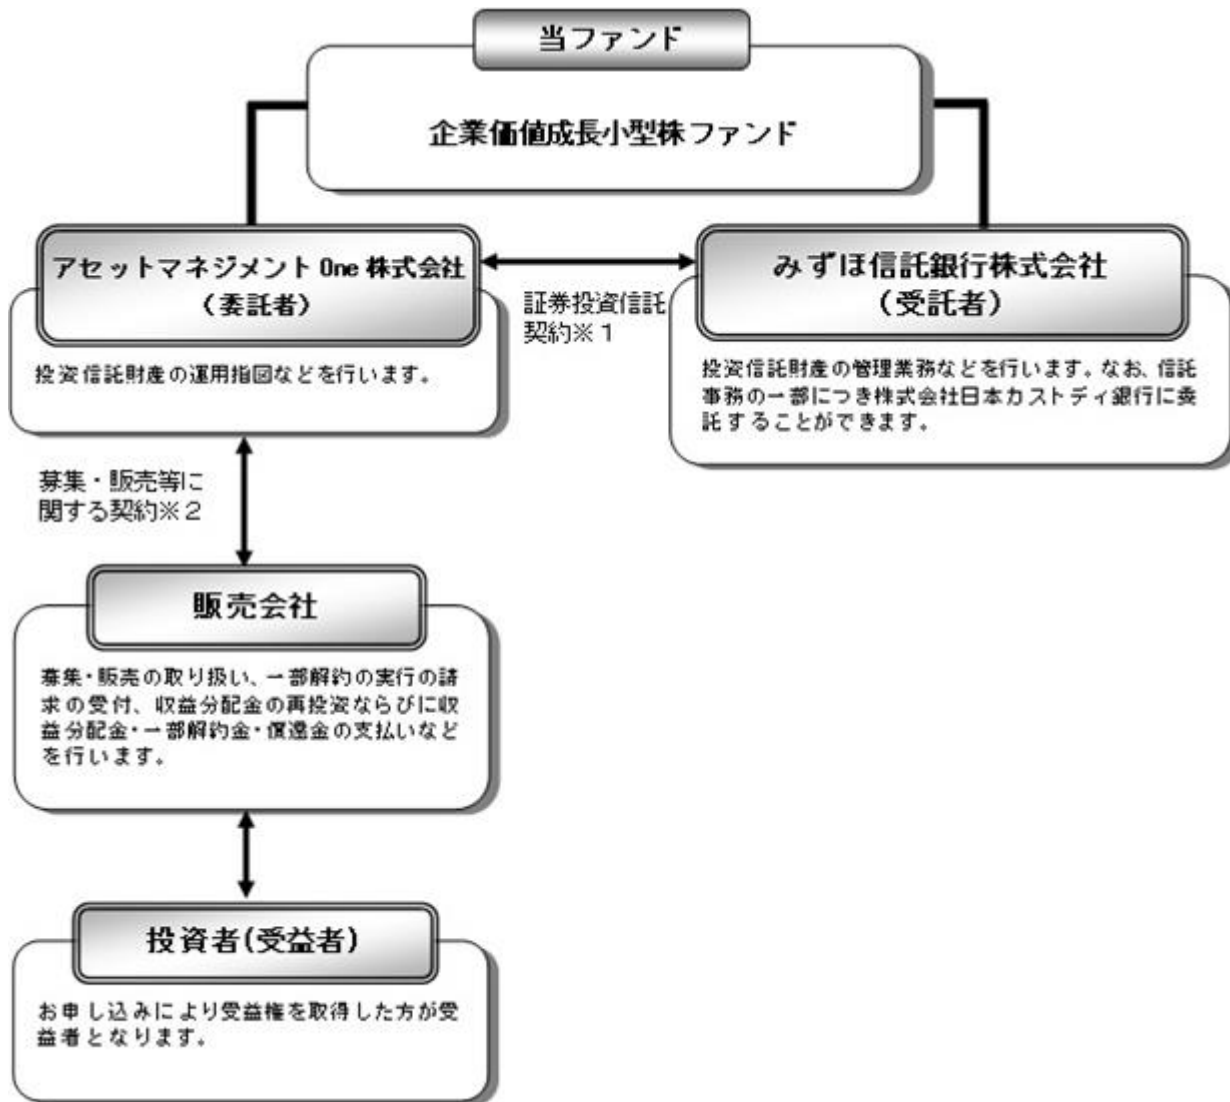 当ファンド
企業価値成長小型株ファンド
アセットマネジメント One 株式会社
（委託者）
投資信託財産の運用指図などを行います。
証券投資信託
契約※１
みずほ信託銀行株式会社
（受託者）
投資信託財産の管理業務などを行います。なお、信託
事務の一部につき株式会社日本カストディ銀行に委
託することができます。
募集・販売等に
関する契約※２
販売会社
募集・販売の取り扱い、一部解約の実行の請
求の受付、収益分配金の再投資ならびに収
益分配金・一部解約金・償還金の支払いなど
を行います。
投資者(受益者)
お申し込みにより受益権を取得した方が受
益者となります。